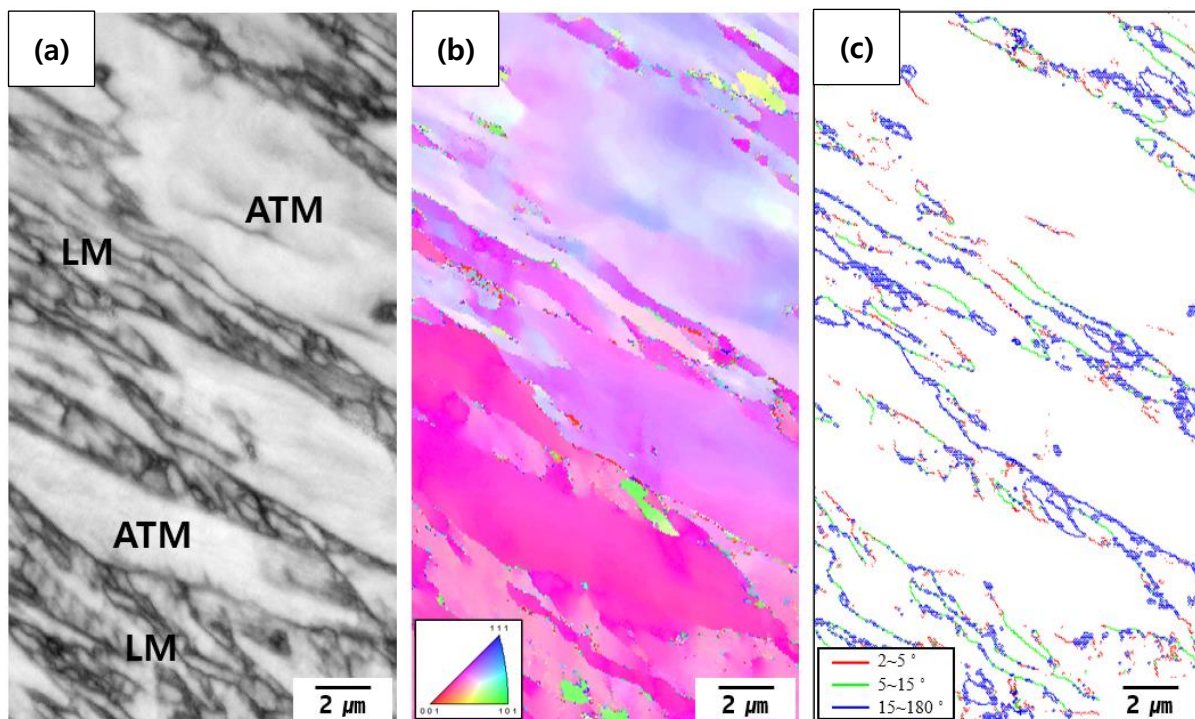 (a)
(b)
(c)
ATM
LM
ATM
LM
2 μm
111
001
101
2 μm
2~5 °
5~15 °
15~180 °
2 μm